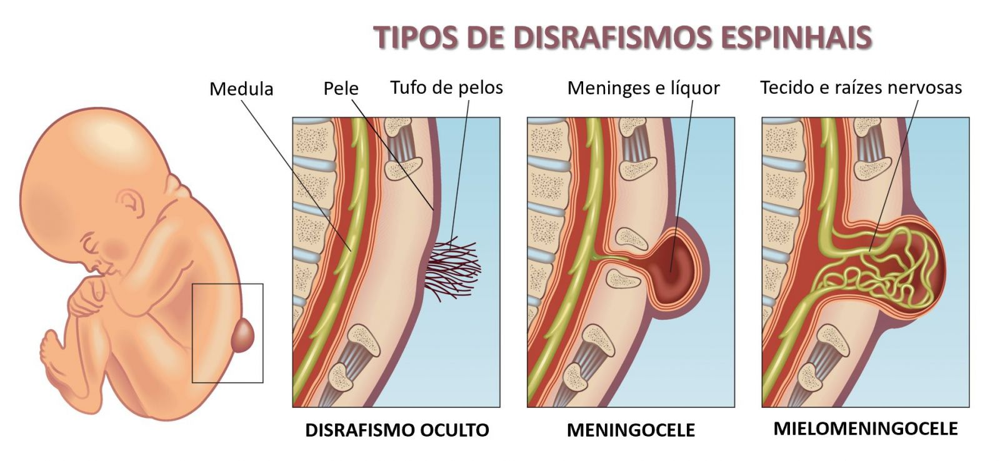 TIPOS DE DISRAFISMOS ESPINHAIS
Medula
Pele
Tufo de pelos
Meninges e líquor
Tecido e raízes nervosas
DISRAFISMO OCULTO
MENINGOCELE
MIELOMENINGOCELE